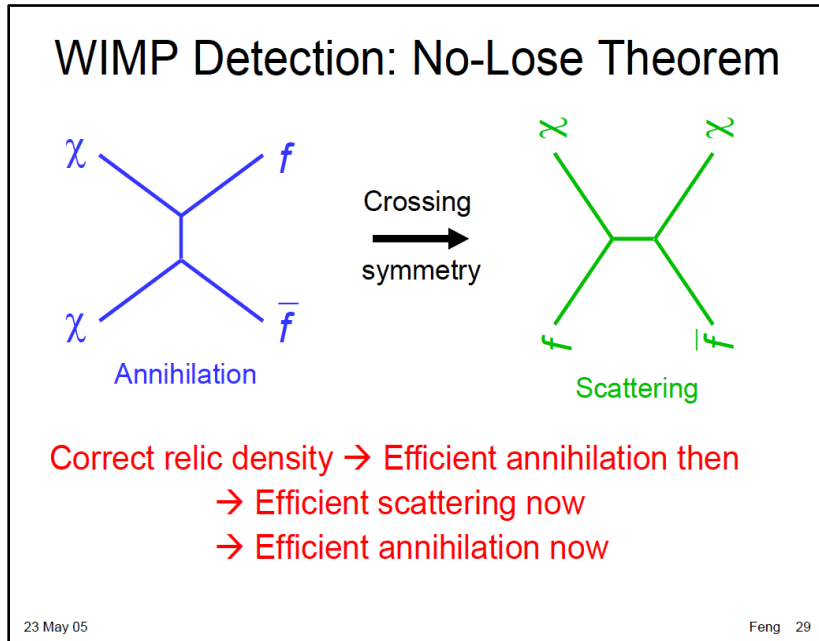 WIMP Detection: No-Lose Theorem
χ
f
χ
f̄
Annihilation
Crossing
symmetry
χ
χ
f
f̄
Scattering
Correct relic density → Efficient annihilation then
→ Efficient scattering now
→ Efficient annihilation now
23 May 05
Feng 29